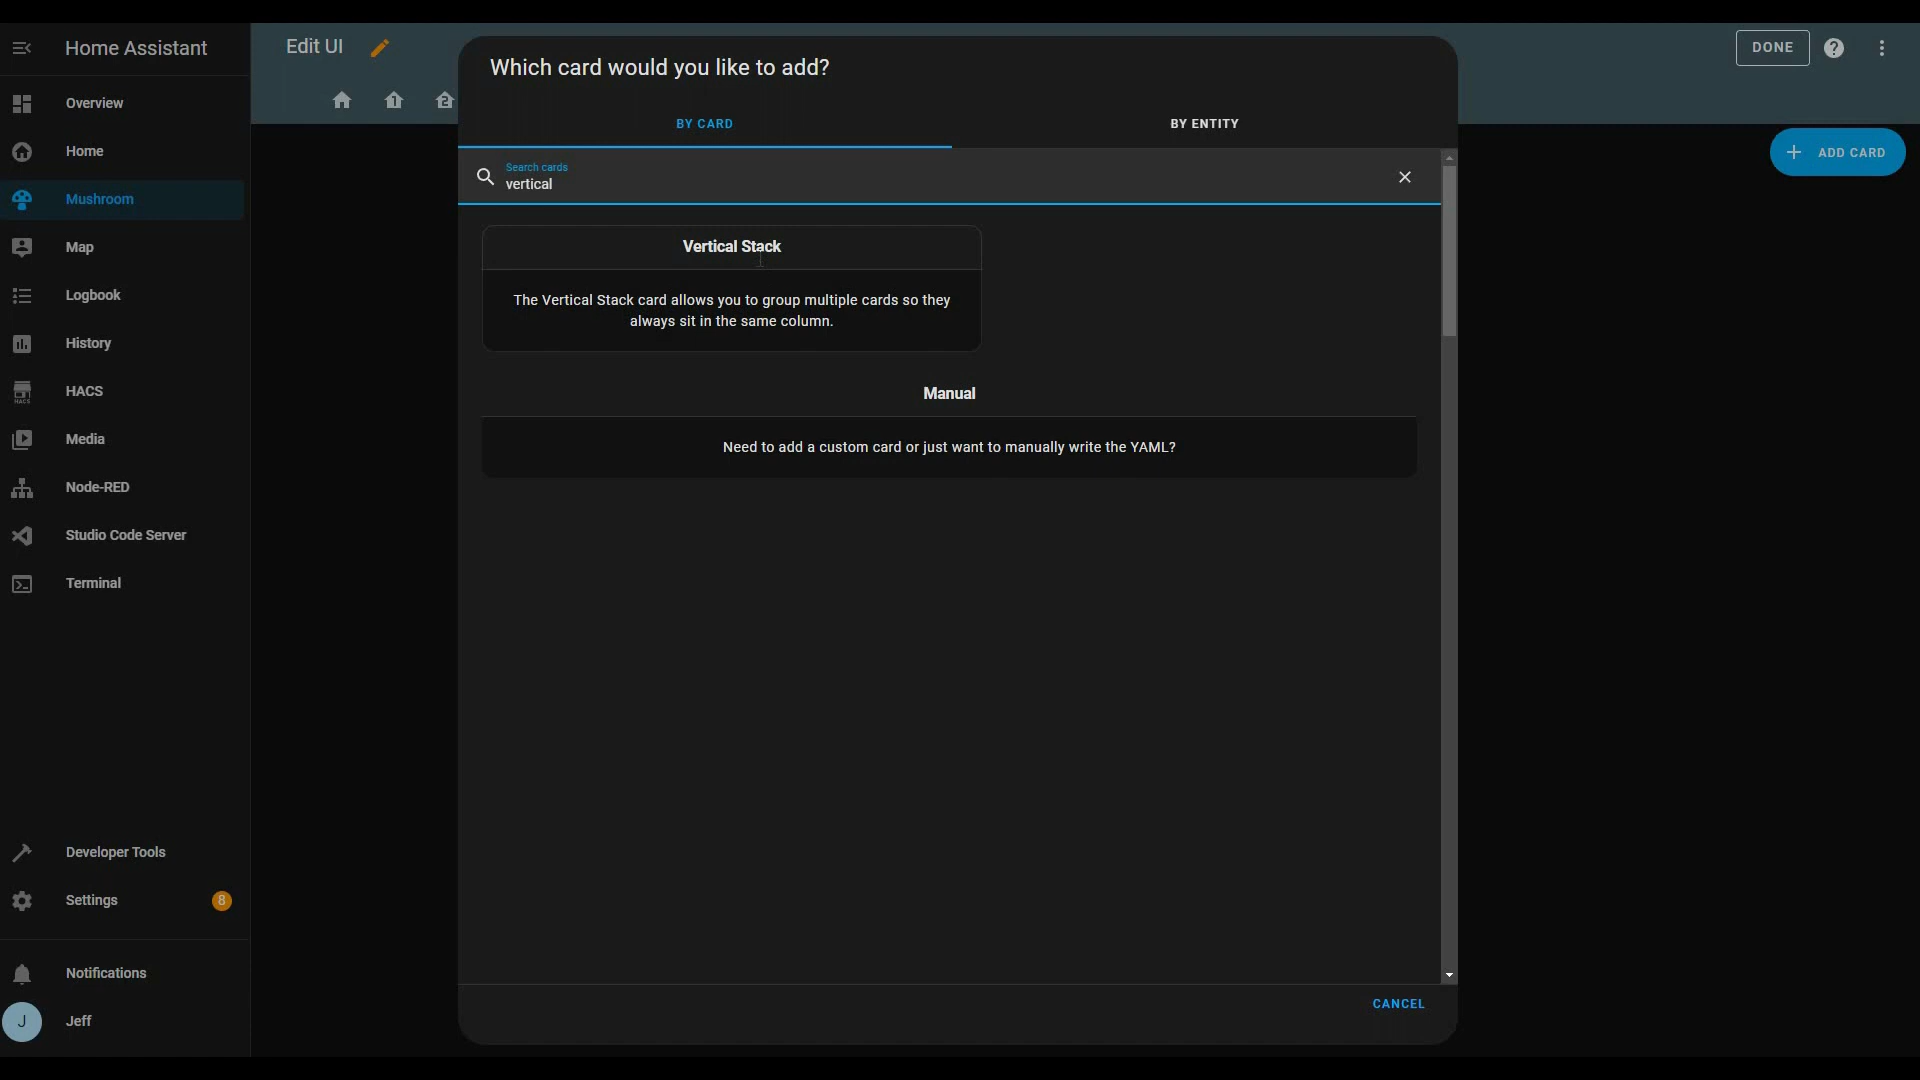 Home Assistant
Overview
Home
Mushroom
Map
Logbook
History
HACS
HACS
Media
Node-RED
Studio Code Server
Terminal
Developer Tools
Settings
8
Notifications
J
Jeff
Edit UI
1
2
DONE
?
ADD CARD
Which card would you like to add?
BY CARD
BY ENTITY
Search cards
vertical
Vertical Stack
The Vertical Stack card allows you to group multiple cards so they
always sit in the same column.
Manual
Need to add a custom card or just want to manually write the YAML?
CANCEL